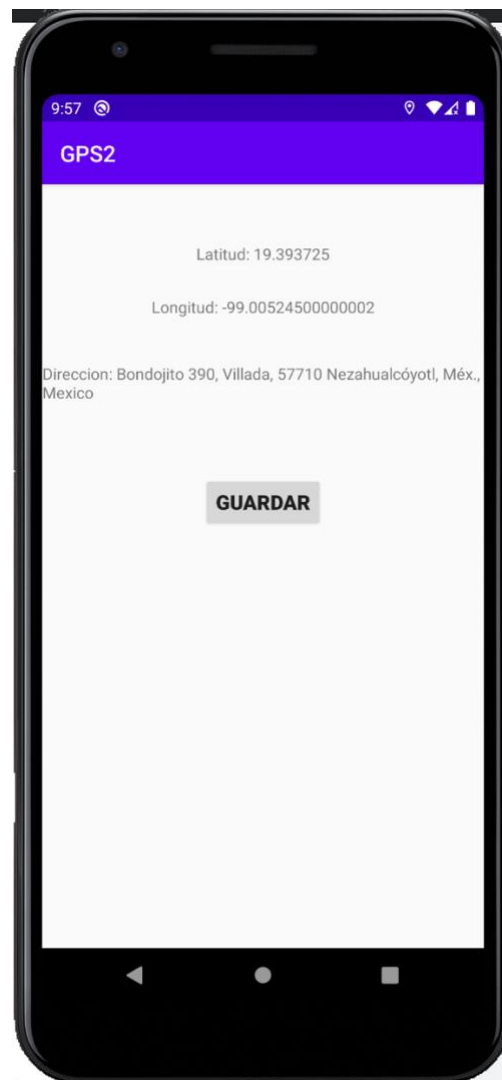 9:57
GPS2
Latitud: 19.393725
Longitud: -99.00524500000002
Direccion: Bondojito 390, Villada, 57710 Nezahualcóyotl, Méx.,
Mexico
GUARDAR